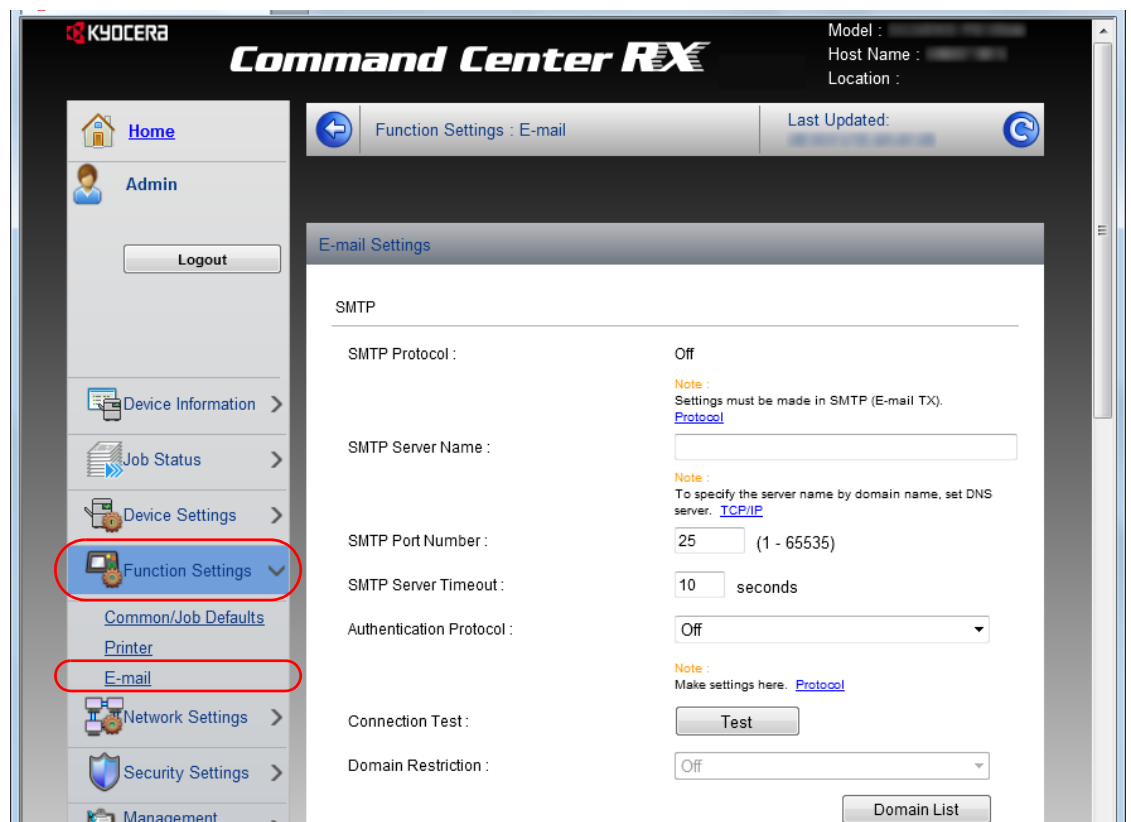 KYOCERA
Command Center RX
Model :
Host Name :
Location :
Home
Admin
Logout
Device Information
Job Status
Device Settings
Function Settings
Common/Job Defaults
Printer
E-mail
Network Settings
Security Settings
Management
Function Settings : E-mail
Last Updated:
E-mail Settings
SMTP
SMTP Protocol :
Off
Note :
Settings must be made in SMTP (E-mail TX).
Protocol
SMTP Server Name :
Note :
To specify the server name by domain name, set DNS
server. TCP/IP
SMTP Port Number :
25 (1 - 65535)
SMTP Server Timeout :
10 seconds
Authentication Protocol :
Off
Note :
Make settings here. Protocol
Connection Test :
Test
Domain Restriction :
Off
Domain List